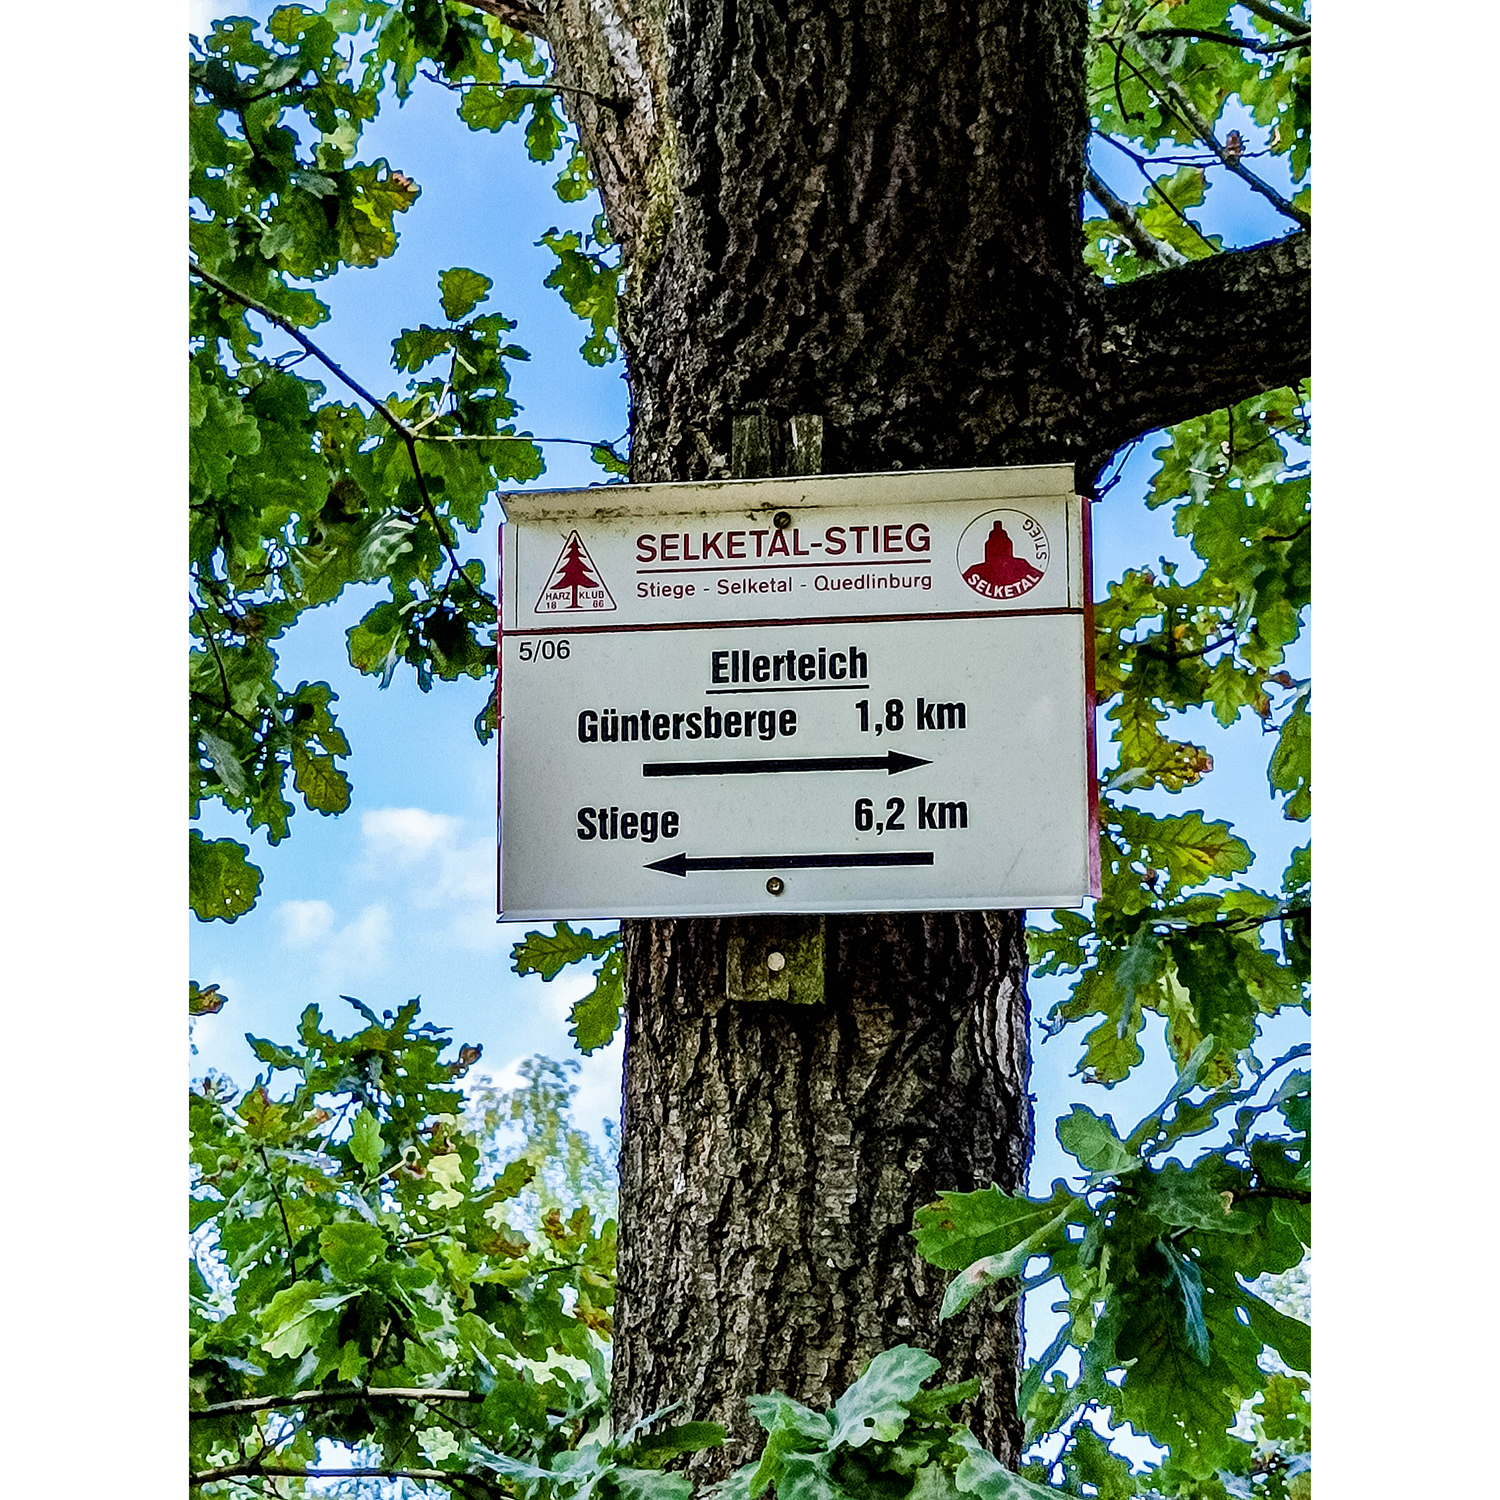 SELKETAL-STIEG
Stiege - Selketal - Quedlinburg
HARZ KLUB
18 86
SELKETAL - STIEG
5/06
Ellerteich
Güntersberge 1,8 km
Stiege 6,2 km